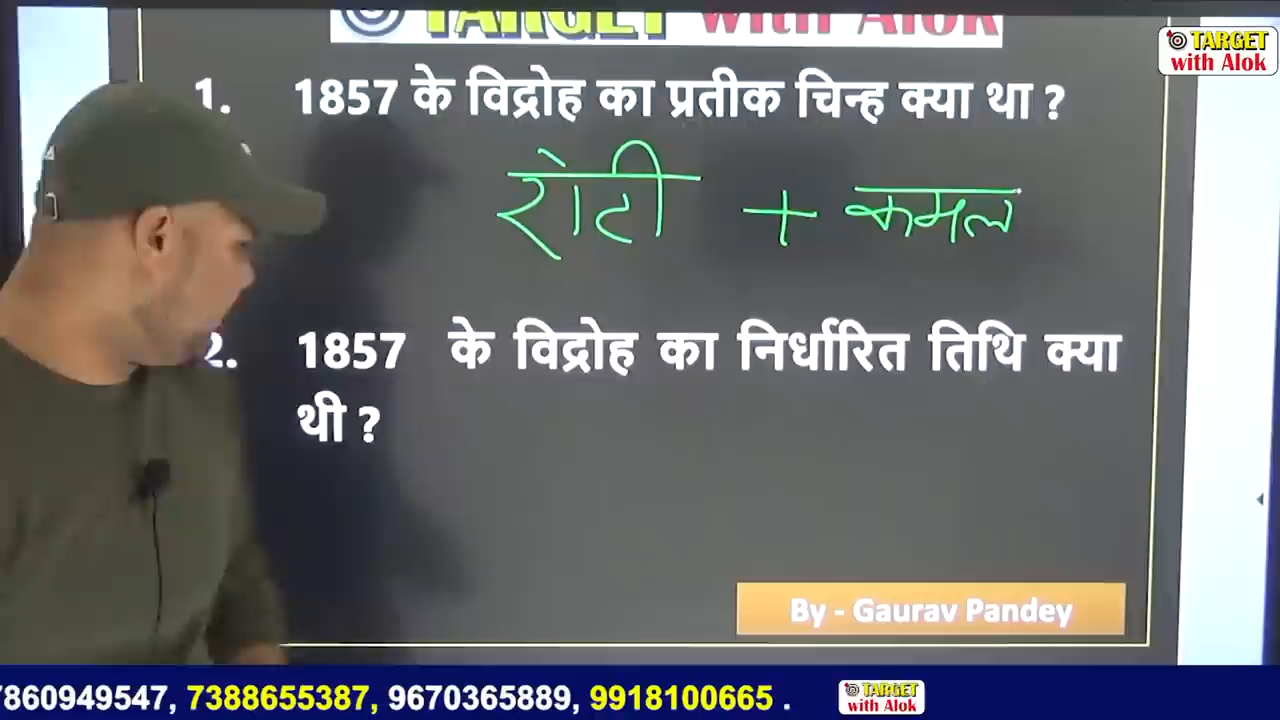 TARGET with Alok
TARGET
with Alok
1. 1857 के विद्रोह का प्रतीक चिन्ह क्या था ?
रोटी + कमल
2. 1857 के विद्रोह का निर्धारित तिथि क्या
थी ?
By - Gaurav Pandey
7860949547, 7388655387, 9670365889, 9918100665 .
TARGET
with Alok